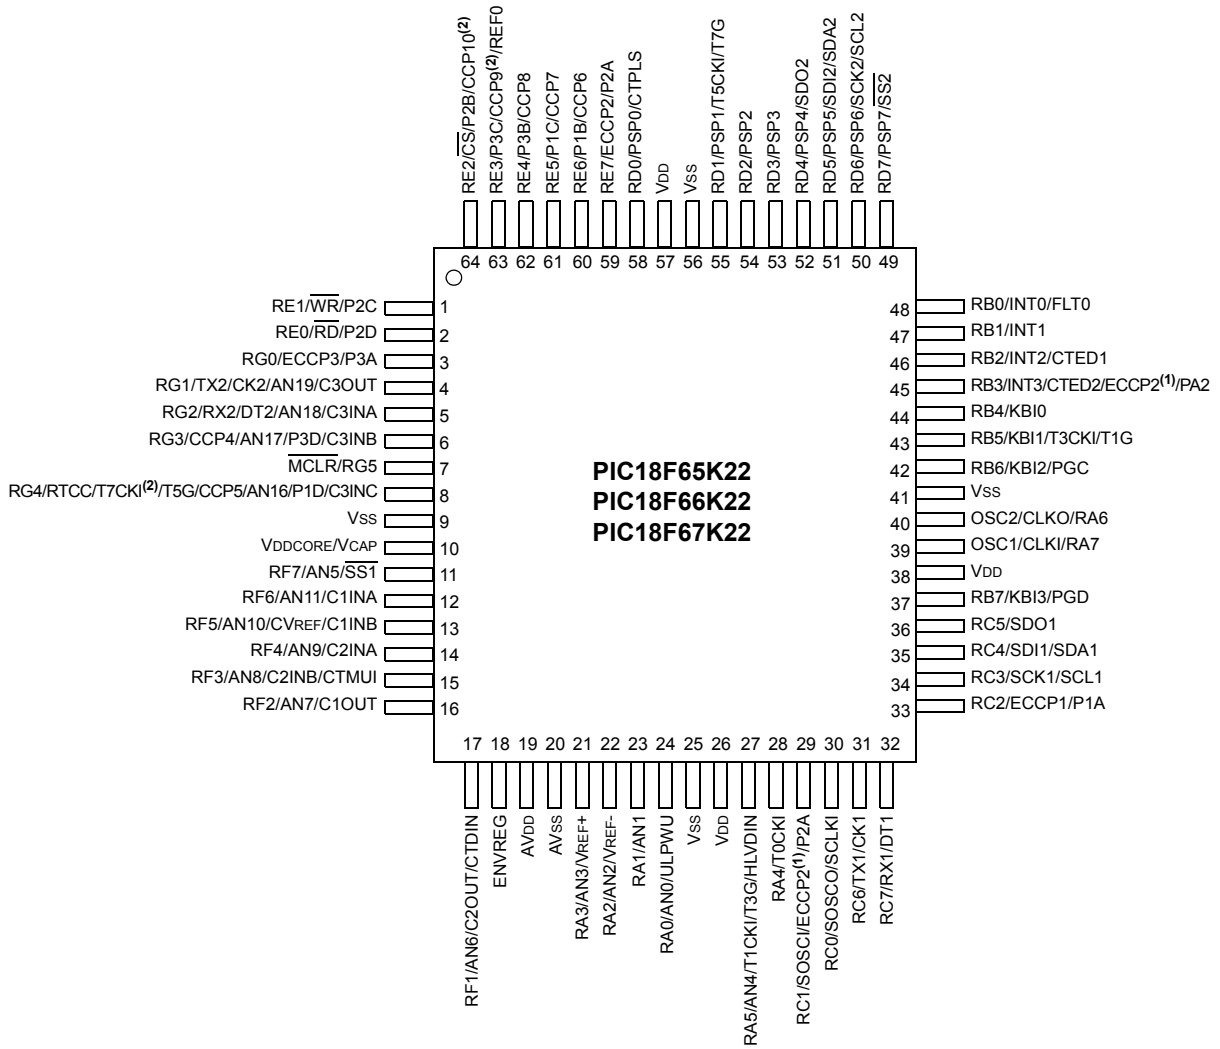 RE2/CS/P2B/CCP10(2)
RE3/P3C/CCP9(2)/REF0
RE4/P3B/CCP8
RE5/P1C/CCP7
RE6/P1B/CCP6
RE7/ECCP2/P2A
RD0/PSP0/CTPLS
VDD
VSS
RD1/PSP1/T5CKI/T7G
RD2/PSP2
RD3/PSP3
RD4/PSP4/SDO2
RD5/PSP5/SDI2/SDA2
RD6/PSP6/SCK2/SCL2
RD7/PSP7/SS2
64 63 62 61 60 59 58 57 56 55 54 53 52 51 50 49
RE1/WR/P2C 1
RE0/RD/P2D 2
RG0/ECCP3/P3A 3
RG1/TX2/CK2/AN19/C3OUT 4
RG2/RX2/DT2/AN18/C3INA 5
RG3/CCP4/AN17/P3D/C3INB 6
MCLR/RG5 7
RG4/RTCC/T7CKI(2)/T5G/CCP5/AN16/P1D/C3INC 8
VSS 9
VDDCORE/VCAP 10
RF7/AN5/SS1 11
RF6/AN11/C1INA 12
RF5/AN10/CVREF/C1INB 13
RF4/AN9/C2INA 14
RF3/AN8/C2INB/CTMUI 15
RF2/AN7/C1OUT 16
PIC18F65K22
PIC18F66K22
PIC18F67K22
48 RB0/INT0/FLT0
47 RB1/INT1
46 RB2/INT2/CTED1
45 RB3/INT3/CTED2/ECCP2(1)/PA2
44 RB4/KBI0
43 RB5/KBI1/T3CKI/T1G
42 RB6/KBI2/PGC
41 VSS
40 OSC2/CLKO/RA6
39 OSC1/CLKI/RA7
38 VDD
37 RB7/KBI3/PGD
36 RC5/SDO1
35 RC4/SDI1/SDA1
34 RC3/SCK1/SCL1
33 RC2/ECCP1/P1A
17 18 19 20 21 22 23 24 25 26 27 28 29 30 31 32
RF1/AN6/C2OUT/CTDIN
ENVREG
AVDD
AVSS
RA3/AN3/VREF+
RA2/AN2/VREF-
RA1/AN1
RA0/AN0/ULPWU
VSS
VDD
RA5/AN4/T1CKI/T3G/HLVDIN
RA4/T0CKI
RC1/SOSCI/ECCP2(1)/P2A
RC0/SOSCO/SCLKI
RC6/TX1/CK1
RC7/RX1/DT1